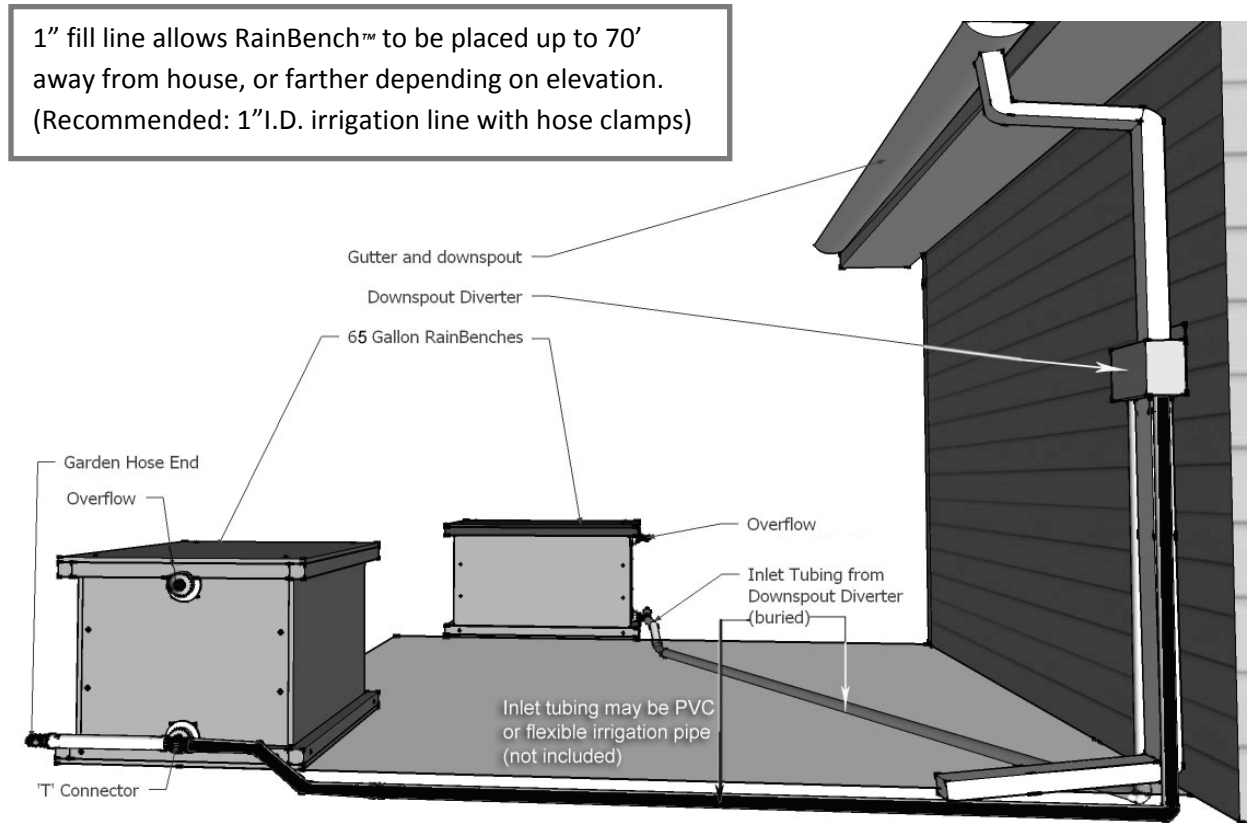 1” fill line allows RainBench™ to be placed up to 70’
away from house, or farther depending on elevation.
(Recommended: 1”I.D. irrigation line with hose clamps)
Gutter and downspout
Downspout Diverter
65 Gallon RainBenches
Garden Hose End
Overflow
Overflow
Inlet Tubing from
Downspout Diverter
(buried)
Inlet tubing may be PVC
or flexible irrigation pipe
(not included)
'T' Connector